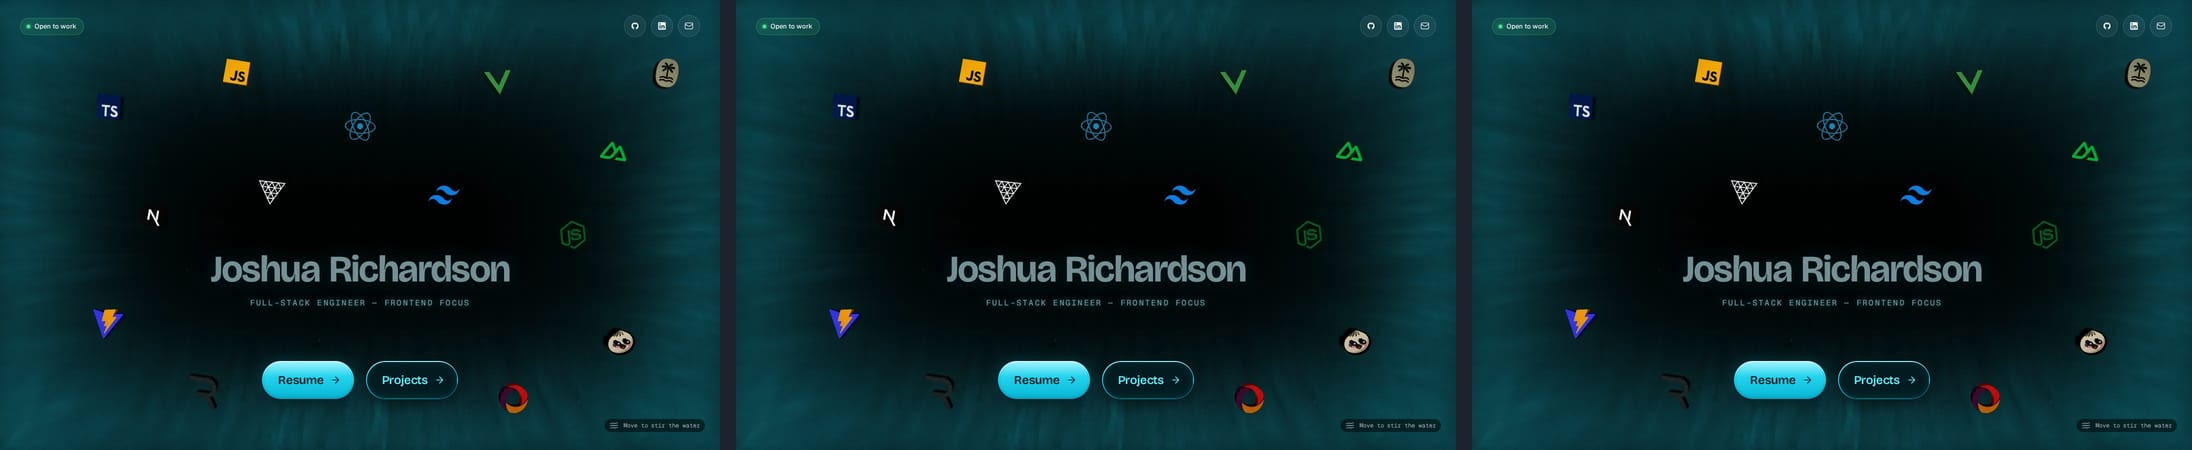 Open to work
JS
TS
N
JS
Joshua Richardson
FULL-STACK ENGINEER — FRONTEND FOCUS
Resume →
Projects →
Move to stir the water
Open to work
JS
TS
N
JS
Joshua Richardson
FULL-STACK ENGINEER — FRONTEND FOCUS
Resume →
Projects →
Move to stir the water
Open to work
JS
TS
N
JS
Joshua Richardson
FULL-STACK ENGINEER — FRONTEND FOCUS
Resume →
Projects →
Move to stir the water